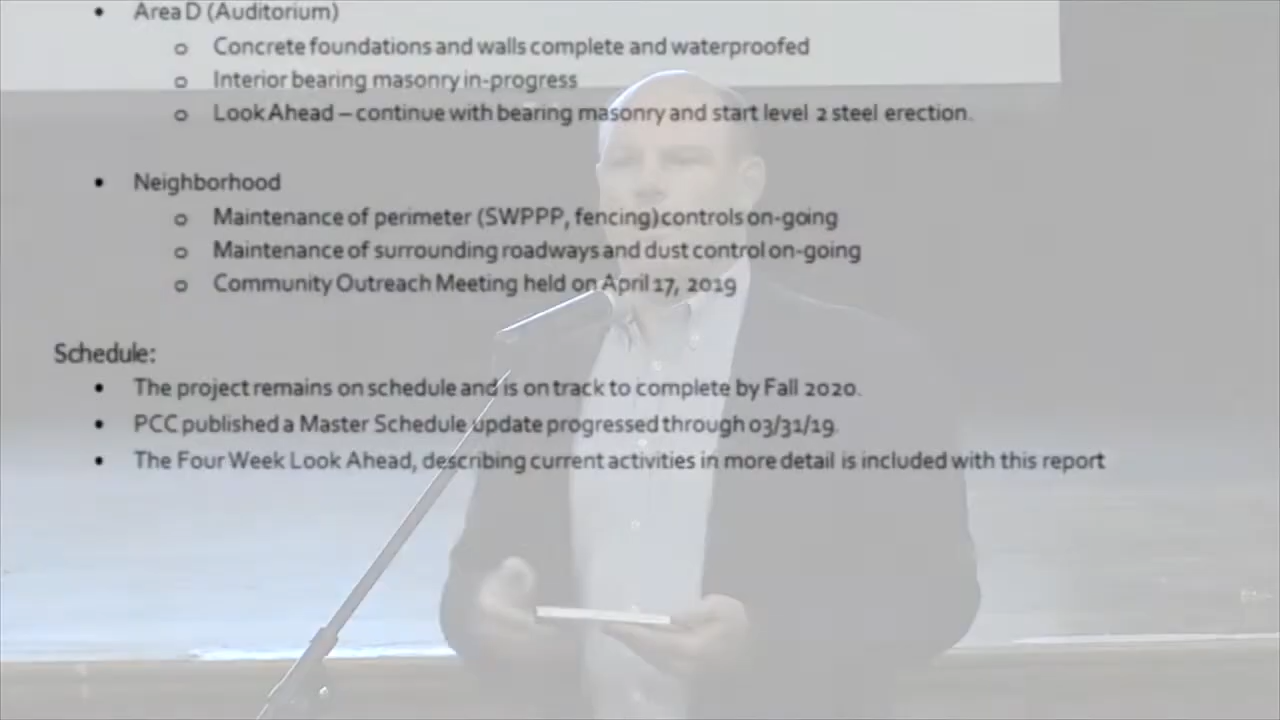 • Area D (Auditorium)
o Concrete foundations and walls complete and waterproofed
o Interior bearing masonry in-progress
o Look Ahead – continue with bearing masonry and start level 2 steel erection.
• Neighborhood
o Maintenance of perimeter (SWPPP, fencing)controls on-going
o Maintenance of surrounding roadways and dust control on-going
o Community Outreach Meeting held on April 17, 2019
Schedule:
• The project remains on schedule and is on track to complete by Fall 2020.
• PCC published a Master Schedule update progressed through 03/31/19.
• The Four Week Look Ahead, describing current activities in more detail is included with this report